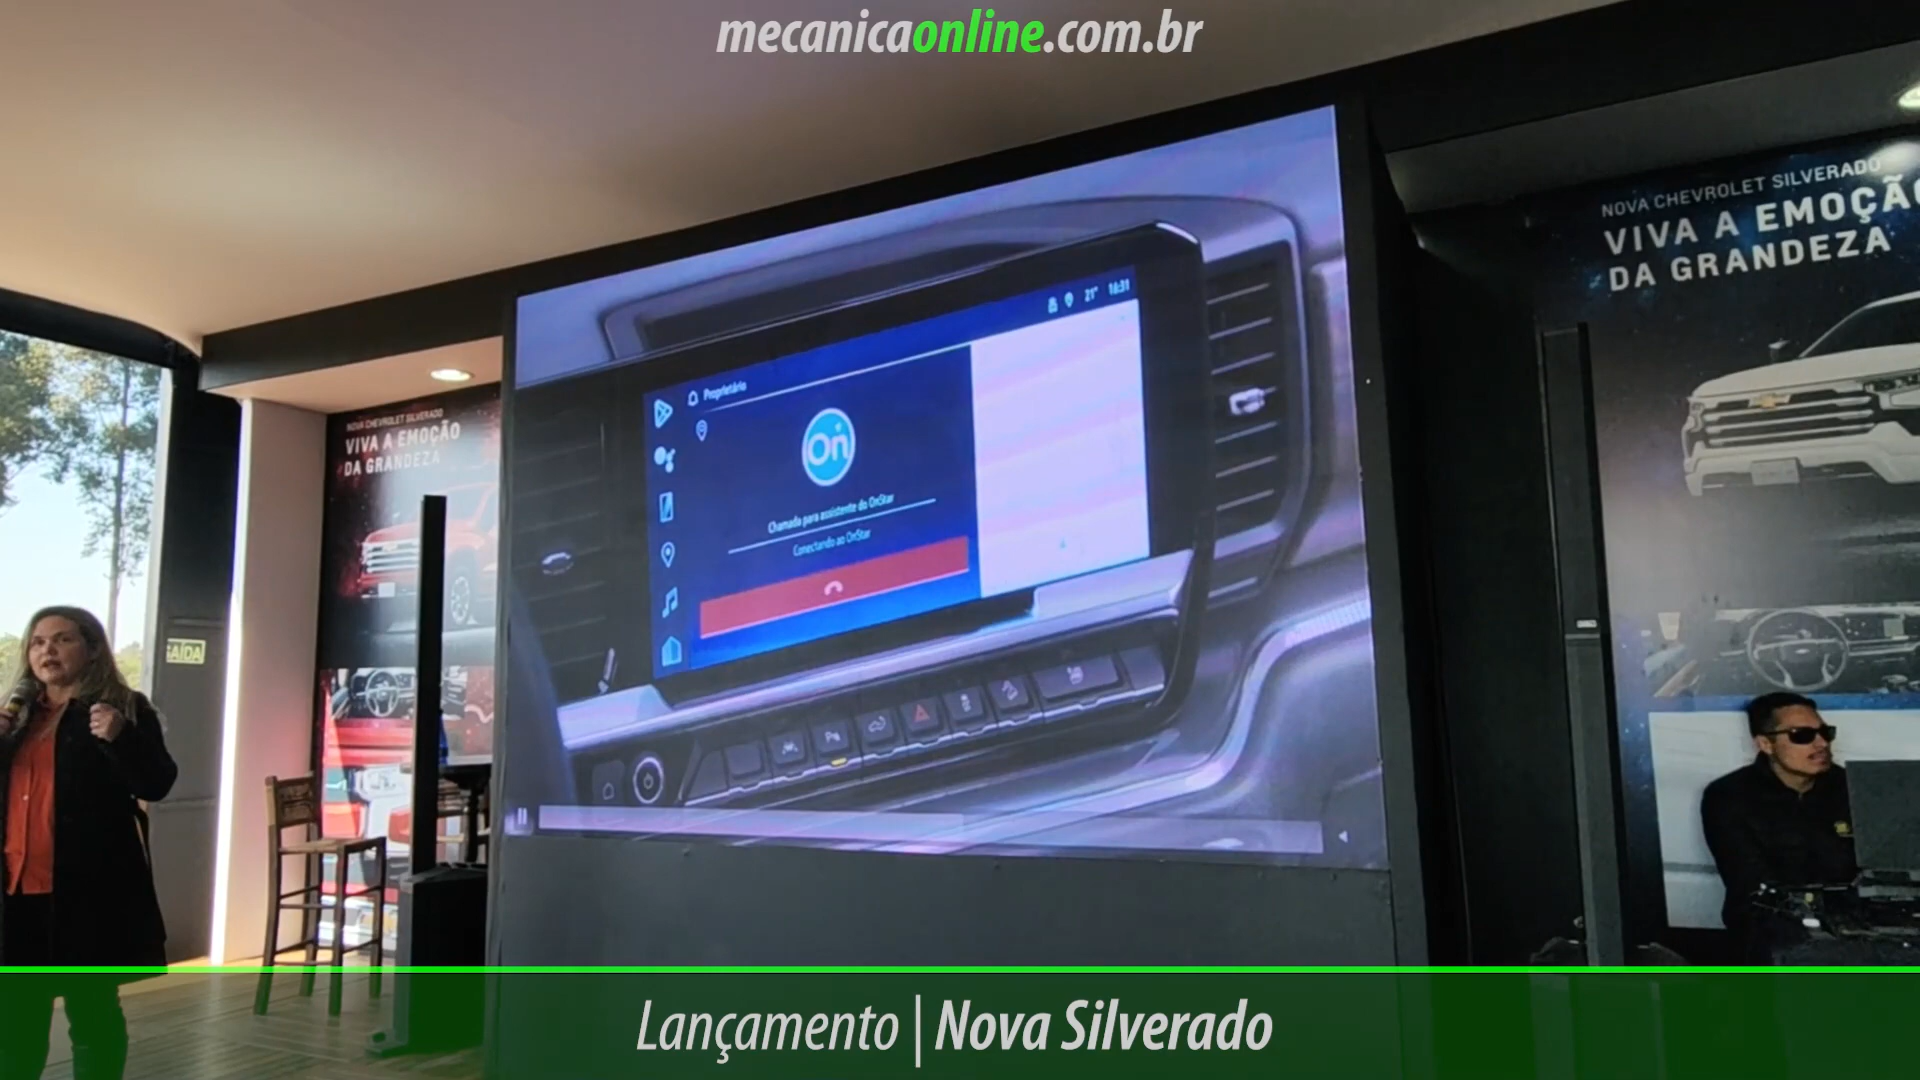 mecanicaonline.com.br
NOVA CHEVROLET SILVERADO
VIVA A EMOÇÃO
DA GRANDEZA
NOVA CHEVROLET SILVERADO
VIVA A EMOÇÃO
DA GRANDEZA
21° 16:31
Proprietário
On
Chamada para assistente do OnStar
Conectando ao OnStar
SAÍDA
Lançamento | Nova Silverado